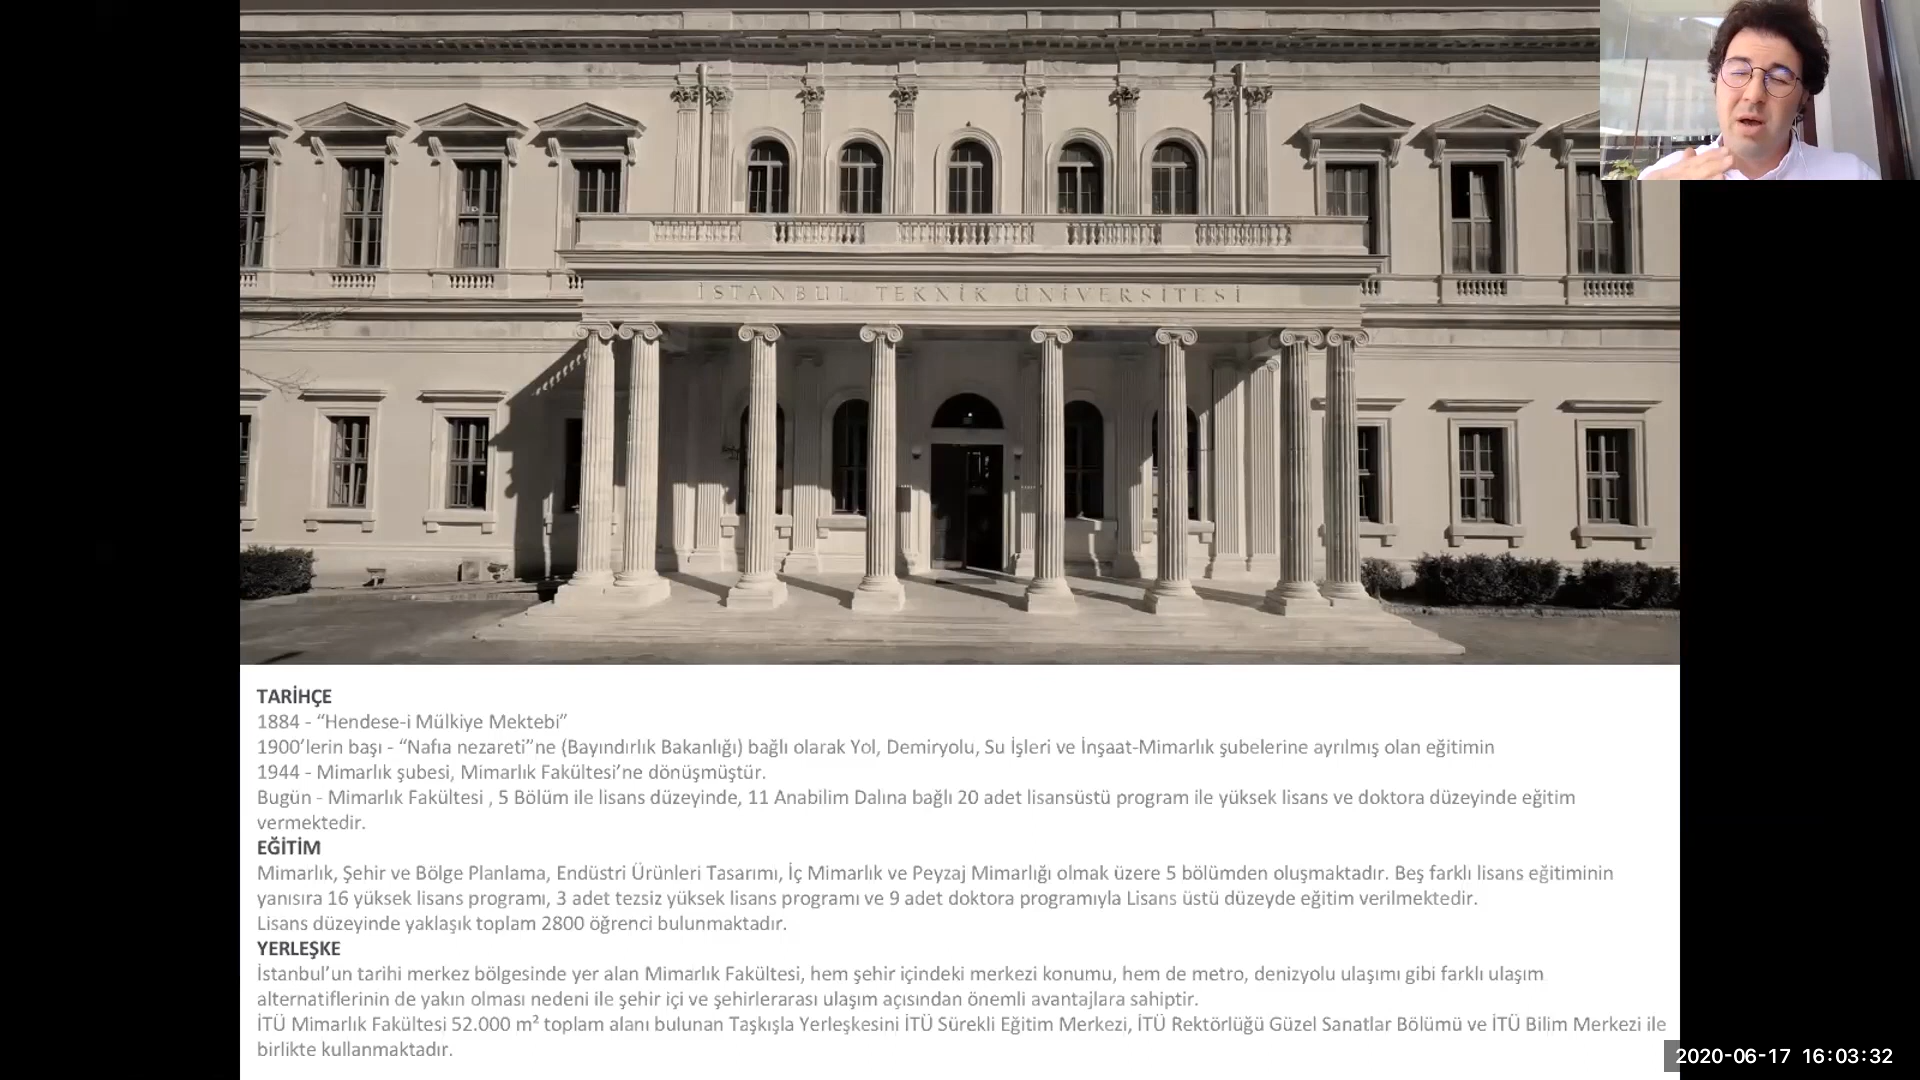 İSTANBUL TEKNİK ÜNİVERSİTESİ
TARİHÇE
1884 - “Hendese-i Mülkiye Mektebi”
1900’lerin başı - “Nafıa nezareti”ne (Bayındırlık Bakanlığı) bağlı olarak Yol, Demiryolu, Su İşleri ve İnşaat-Mimarlık şubelerine ayrılmış olan eğitimin
1944 - Mimarlık şubesi, Mimarlık Fakültesi’ne dönüşmüştür.
Bugün - Mimarlık Fakültesi , 5 Bölüm ile lisans düzeyinde, 11 Anabilim Dalına bağlı 20 adet lisansüstü program ile yüksek lisans ve doktora düzeyinde eğitim
vermektedir.
EĞİTİM
Mimarlık, Şehir ve Bölge Planlama, Endüstri Ürünleri Tasarımı, İç Mimarlık ve Peyzaj Mimarlığı olmak üzere 5 bölümden oluşmaktadır. Beş farklı lisans eğitiminin
yanısıra 16 yüksek lisans programı, 3 adet tezsiz yüksek lisans programı ve 9 adet doktora programıyla Lisans üstü düzeyde eğitim verilmektedir.
Lisans düzeyinde yaklaşık toplam 2800 öğrenci bulunmaktadır.
YERLEŞKE
İstanbul’un tarihi merkez bölgesinde yer alan Mimarlık Fakültesi, hem şehir içindeki merkezi konumu, hem de metro, denizyolu ulaşımı gibi farklı ulaşım
alternatiflerinin de yakın olması nedeni ile şehir içi ve şehirlerarası ulaşım açısından önemli avantajlara sahiptir.
İTÜ Mimarlık Fakültesi 52.000 m² toplam alanı bulunan Taşkışla Yerleşkesini İTÜ Sürekli Eğitim Merkezi, İTÜ Rektörlüğü Güzel Sanatlar Bölümü ve İTÜ Bilim Merkezi ile
birlikte kullanmaktadır.
2020-06-17 16:03:32